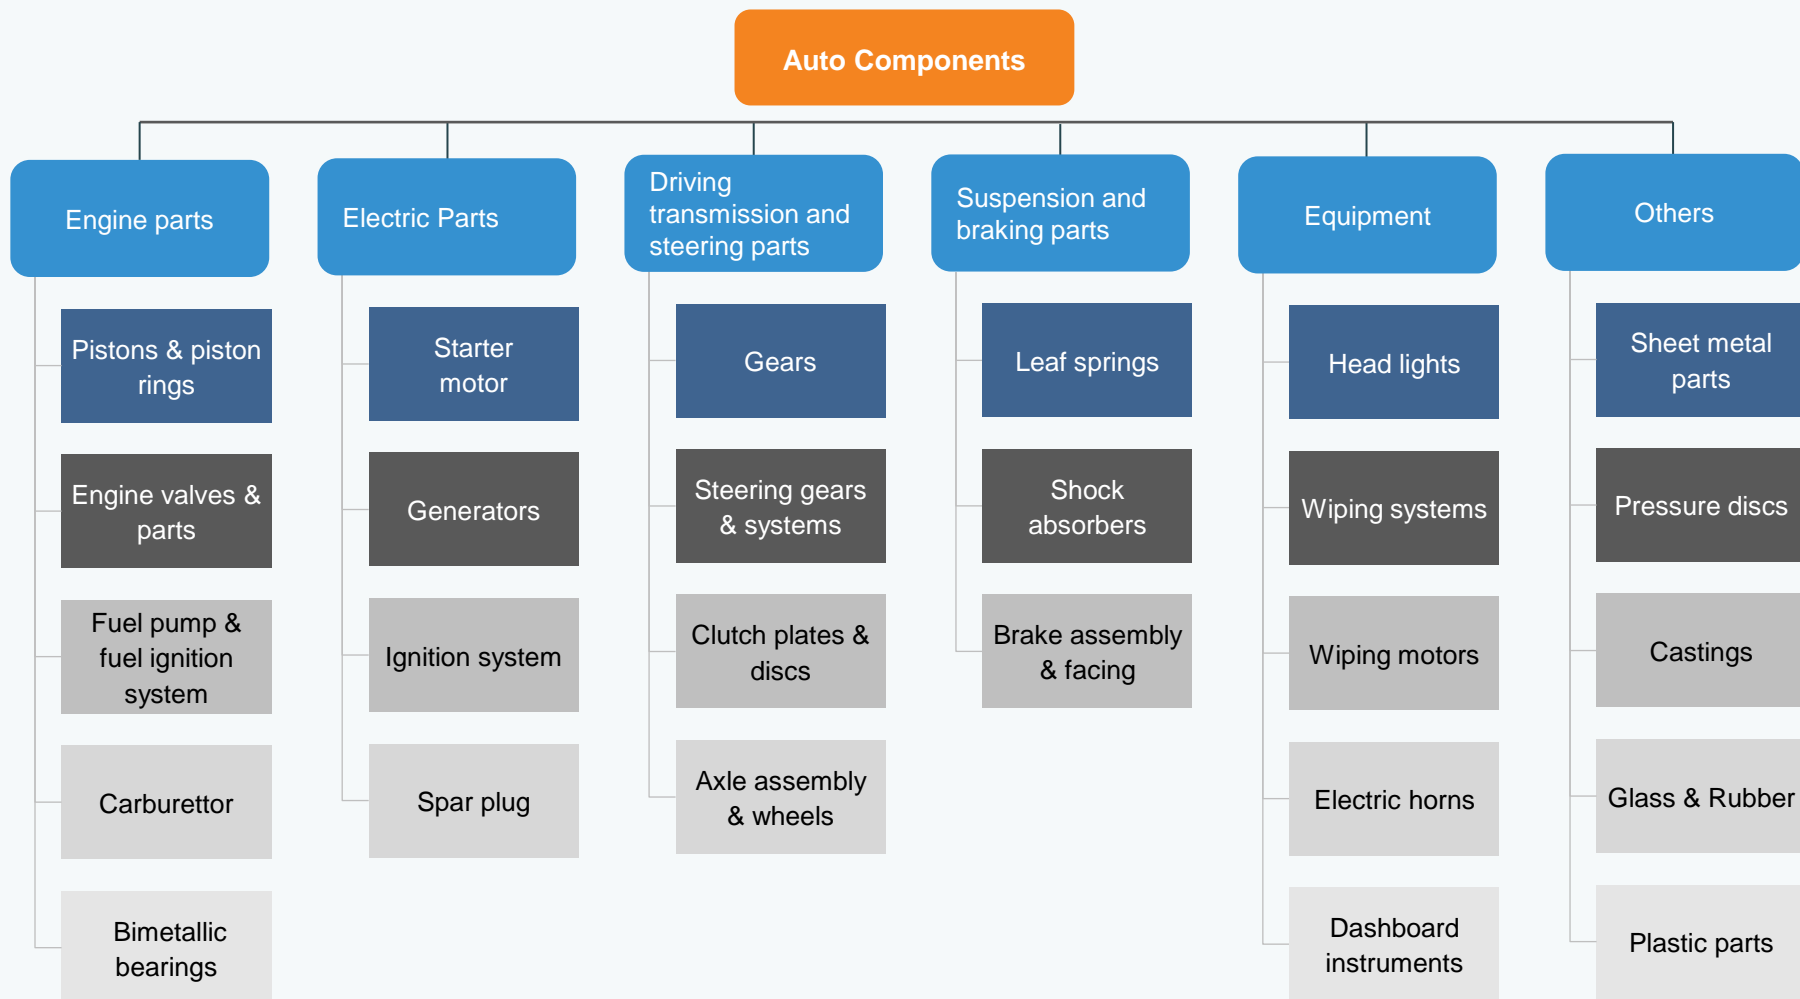 Auto Components
Engine parts
Pistons & piston
rings
Engine valves &
parts
Fuel pump &
fuel ignition
system
Carburettor
Bimetallic
bearings
Electric Parts
Starter
motor
Generators
Ignition system
Spar plug
Driving
transmission and
steering parts
Gears
Steering gears
& systems
Clutch plates &
discs
Axle assembly
& wheels
Suspension and
braking parts
Leaf springs
Shock
absorbers
Brake assembly
& facing
Equipment
Head lights
Wiping systems
Wiping motors
Electric horns
Dashboard
instruments
Others
Sheet metal
parts
Pressure discs
Castings
Glass & Rubber
Plastic parts